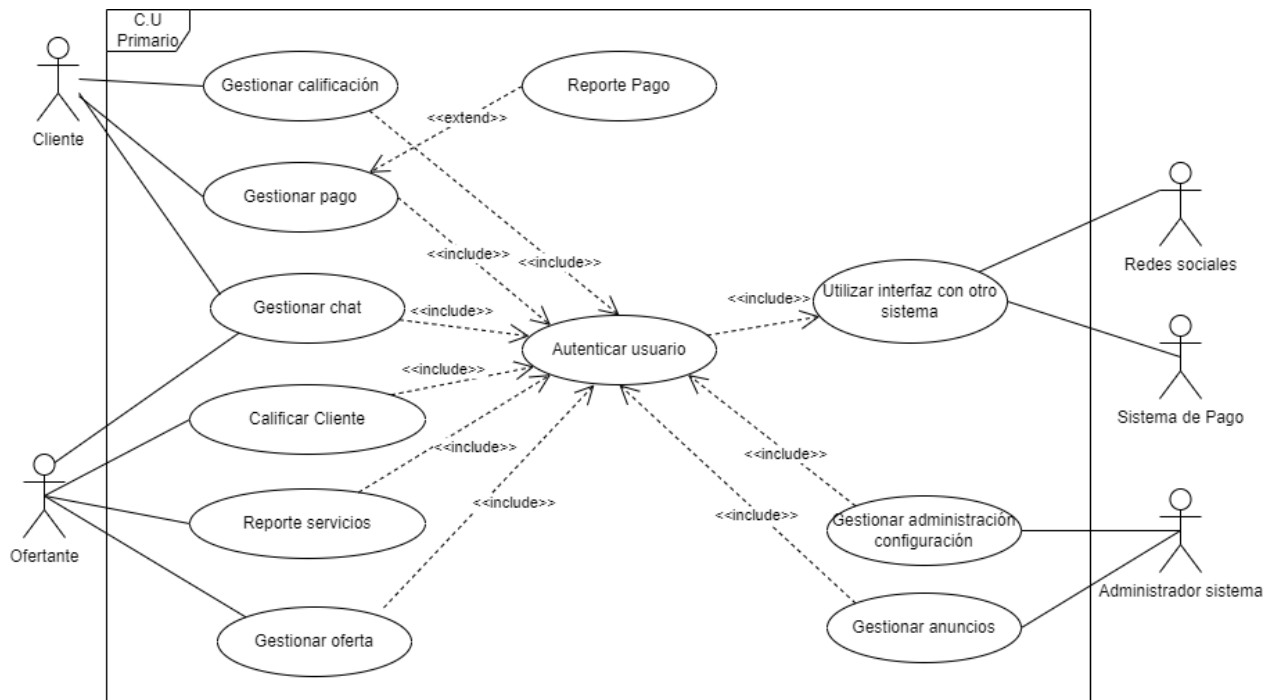 C.U
Primario
Gestionar calificación
Reporte Pago
<<extend>>
Cliente
Gestionar pago
<<include>>
<<include>>
Redes sociales
Gestionar chat
<<include>>
<<include>>
Utilizar interfaz con otro
sistema
Autenticar usuario
<<include>>
Calificar Cliente
Sistema de Pago
<<include>>
<<include>>
Reporte servicios
<<include>>
<<include>>
Gestionar administración
configuración
Ofertante
Administrador sistema
Gestionar oferta
Gestionar anuncios